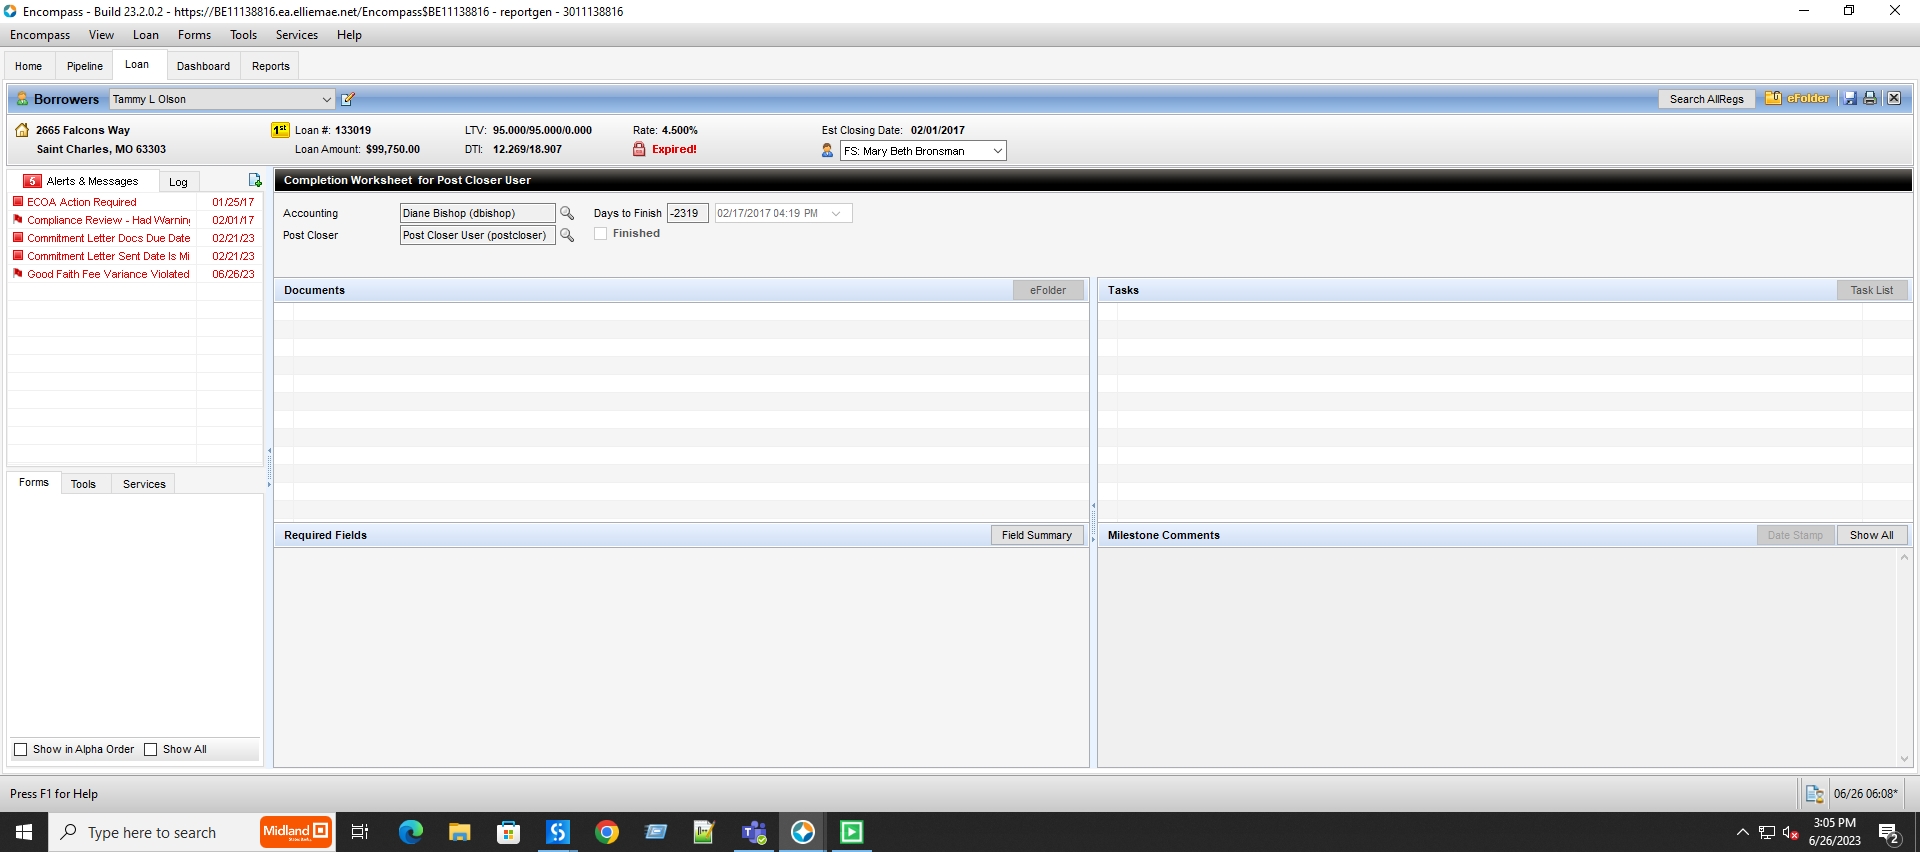 Encompass - Build 23.2.0.2 - https://BE11138816.ea.elliemae.net/Encompass$BE11138816 - reportgen - 3011138816
Encompass View Loan Forms Tools Services Help
Home Pipeline Loan Dashboard Reports
Borrowers Tammy L Olson Search AllRegs eFolder
2665 Falcons Way 1st Loan #: 133019 LTV: 95.000/95.000/0.000 Rate: 4.500% Est Closing Date: 02/01/2017
Saint Charles, MO 63303 Loan Amount: $99,750.00 DTI: 12.269/18.907 Expired! FS: Mary Beth Bronsman
5 Alerts & Messages Log
ECOA Action Required 01/25/17
Compliance Review - Had Warning 02/01/17
Commitment Letter Docs Due Date 02/21/23
Commitment Letter Sent Date Is Mi 02/21/23
Good Faith Fee Variance Violated 06/26/23
Forms Tools Services
Show in Alpha Order Show All
Completion Worksheet for Post Closer User
Accounting Diane Bishop (dbishop) Days to Finish -2319 02/17/2017 04:19 PM
Post Closer Post Closer User (postcloser) Finished
Documents eFolder
Tasks Task List
Required Fields Field Summary
Milestone Comments Date Stamp Show All
Press F1 for Help 06/26 06:08*
Type here to search Midland
3:05 PM
6/26/2023
2